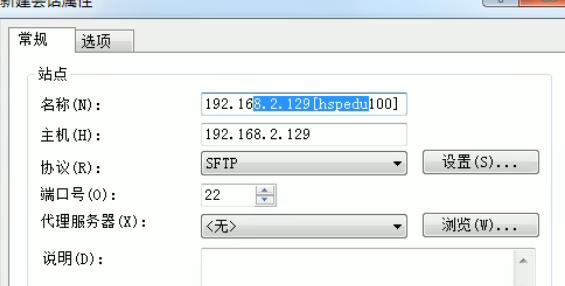 新建会话属性
常规
选项
站点
名称(N):
192.168.2.129[hspedu100]
主机(H):
192.168.2.129
协议(R):
SFTP
设置(S)...
端口号(O):
22
代理服务器(X):
<无>
浏览(W)...
说明(D):